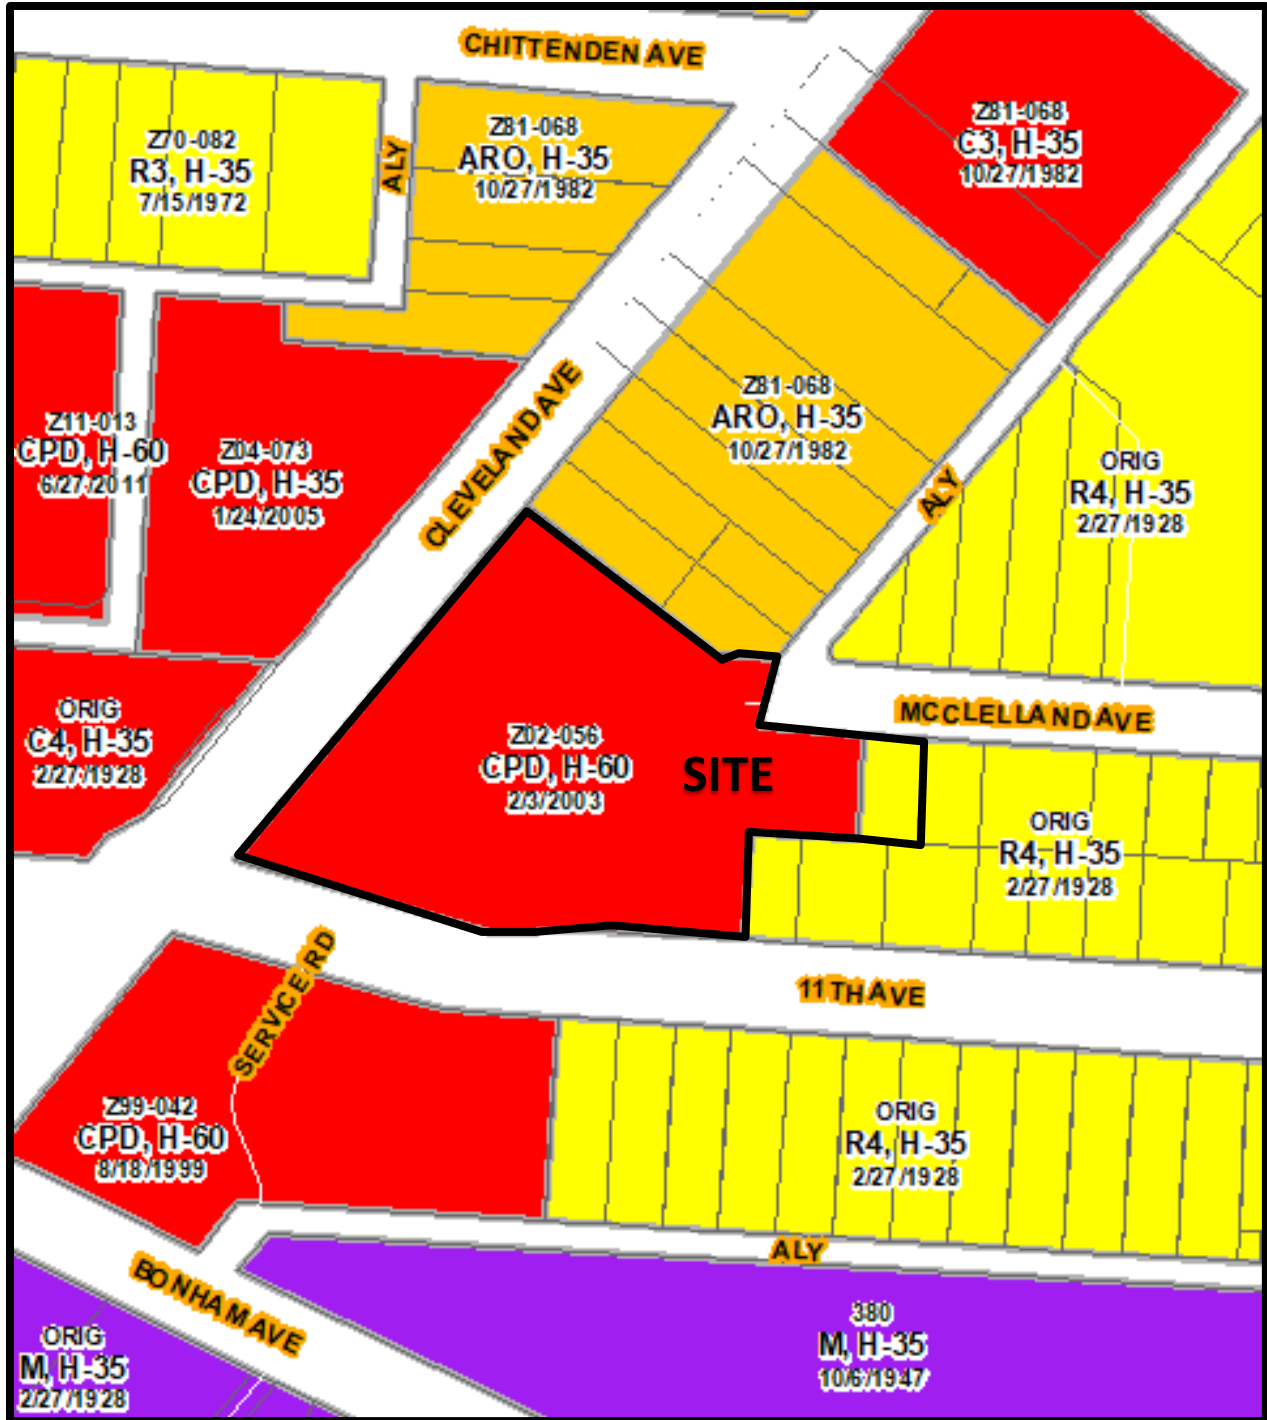 CHITTENDEN AVE
Z70-082
R3, H-35
7/15/1972
ALY
Z81-068
ARO, H-35
10/27/1982
Z81-068
C3, H-35
10/27/1982
Z11-013
CPD, H-60
6/27/2011
Z04-073
CPD, H-35
1/24/2005
CLEVELAND AVE
Z81-068
ARO, H-35
10/27/1982
ALY
ORIG
R4, H-35
2/27/1928
ORIG
C4, H-35
2/27/1928
Z02-056
CPD, H-60
2/3/2003
SITE
MCCLELLAND AVE
ORIG
R4, H-35
2/27/1928
SERVICE RD
11TH AVE
Z99-042
CPD, H-60
8/18/1999
ORIG
R4, H-35
2/27/1928
ALY
BONHAM AVE
ORIG
M, H-35
2/27/1928
380
M, H-35
10/6/1947